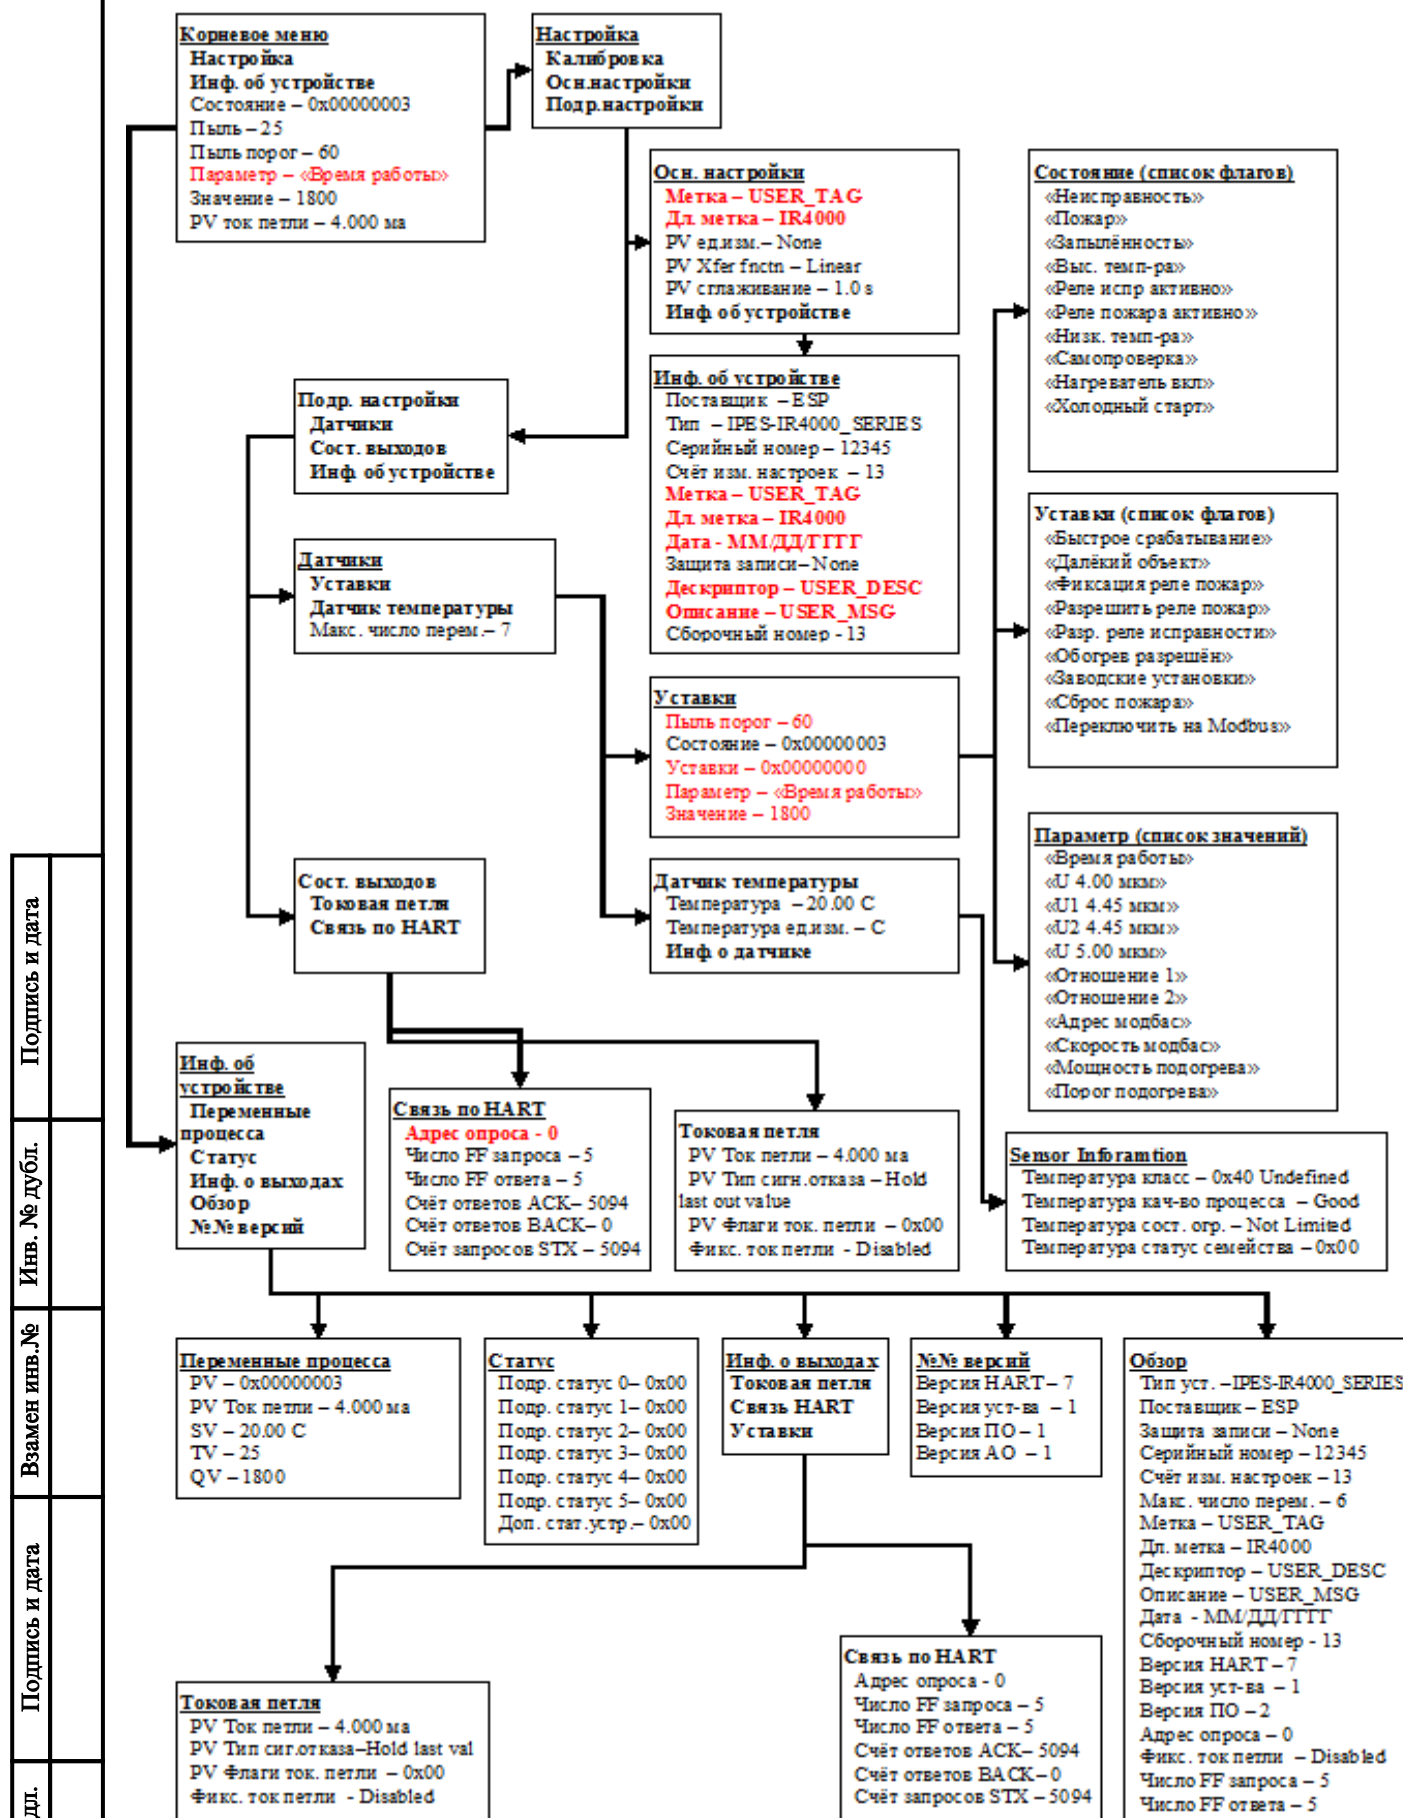 Корневое меню
Настройка
Инф. об устройстве
Состояние – 0x00000003
Пыль – 25
Пыль порог – 60
Параметр – «Время работы»
Значение – 1800
PV ток петли – 4.000 ма
Настройка
Калибровка
Осн.настройки
Подр.настройки
Осн. настройки
Метка – USER_TAG
Дл. метка – IR4000
PV ед.изм.– None
PV Xfer fnctn – Linear
PV сглаживание – 1.0 s
Инф об устройстве
Состояние (список флагов)
«Неисправность»
«Пожар»
«Запылённость»
«Выс. темп-ра»
«Реле испр активно»
«Реле пожара активно»
«Низк. темп-ра»
«Самопроверка»
«Нагреватель вкл»
«Холодный старт»
Инф. об устройстве
Поставщик – ESP
Тип – IPES-IR4000_SERIES
Серийный номер – 12345
Счёт изм. настроек – 13
Метка – USER_TAG
Дл. метка – IR4000
Дата - ММ/ДД/ГГГГ
Защита записи– None
Дескриптор – USER_DESC
Описание – USER_MSG
Сборочный номер - 13
Подр. настройки
Датчики
Сост. выходов
Инф. об устройстве
Уставки (список флагов)
«Быстрое срабатывание»
«Далёкий объект»
«Фиксация реле пожар»
«Разрешить реле пожар»
«Разр. реле исправности»
«Обогрев разрешён»
«Заводские установки»
«Сброс пожара»
«Переключить на Modbus»
Датчики
Уставки
Датчик температуры
Макс. число перем.– 7
Уставки
Пыль порог – 60
Состояние – 0x00000003
Уставки – 0x00000000
Параметр – «Время работы»
Значение – 1800
Параметр (список значений)
«Время работы»
«U 4.00 мкм»
«U1 4.45 мкм»
«U2 4.45 мкм»
«U 5.00 мкм»
«Отношение 1»
«Отношение 2»
«Адрес модбас»
«Скорость модбас»
«Мощность подогрева»
«Порог подогрева»
Сост. выходов
Токовая петля
Связь по HART
Датчик температуры
Температура – 20.00 С
Температура ед.изм. – С
Инф о датчике
Инф. об
устройстве
Переменные
процесса
Статус
Инф. о выходах
Обзор
№№ версий
Связь по HART
Адрес опроса - 0
Число FF запроса – 5
Число FF ответа – 5
Счёт ответов ACK– 5094
Счёт ответов BACK– 0
Счёт запросов STX – 5094
Токовая петля
PV Ток петли – 4.000 ма
PV Тип сигн.отказа – Hold
last out value
PV Флаги ток. петли – 0x00
Фикс. ток петли - Disabled
Sensor Inforamtion
Температура класс – 0x40 Undefined
Температура кач-во процесса – Good
Температура сост. огр. – Not Limited
Температура статус семейства – 0x00
Переменные процесса
PV – 0x00000003
PV Ток петли – 4.000 ма
SV – 20.00 С
TV – 25
QV – 1800
Статус
Подр. статус 0– 0x00
Подр. статус 1– 0x00
Подр. статус 2– 0x00
Подр. статус 3– 0x00
Подр. статус 4– 0x00
Подр. статус 5– 0x00
Доп. стат.устр.– 0x00
Инф. о выходах
Токовая петля
Связь HART
Уставки
№№ версий
Версия HART – 7
Версия уст-ва – 1
Версия ПО – 1
Версия АО – 1
Обзор
Тип уст. –IPES-IR4000_SERIES
Поставщик – ESP
Защита записи – None
Серийный номер – 12345
Счёт изм. настроек – 13
Макс. число перем. – 6
Метка – USER_TAG
Дл. метка – IR4000
Дескриптор – USER_DESC
Описание – USER_MSG
Дата - ММ/ДД/ГГГГ
Сборочный номер - 13
Версия HART – 7
Версия уст-ва – 1
Версия ПО – 2
Адрес опроса – 0
Фикс. ток петли – Disabled
Число FF запроса – 5
Число FF ответа – 5
Токовая петля
PV Ток петли – 4.000 ма
PV Тип сиг.отказа–Hold last val
PV Флаги ток. петли – 0x00
Фикс. ток петли - Disabled
Связь по HART
Адрес опроса - 0
Число FF запроса – 5
Число FF ответа – 5
Счёт ответов ACK– 5094
Счёт ответов BACK– 0
Счёт запросов STX – 5094
Подпись и дата
Инв. № дубл.
Взамен инв.№
Подпись и дата